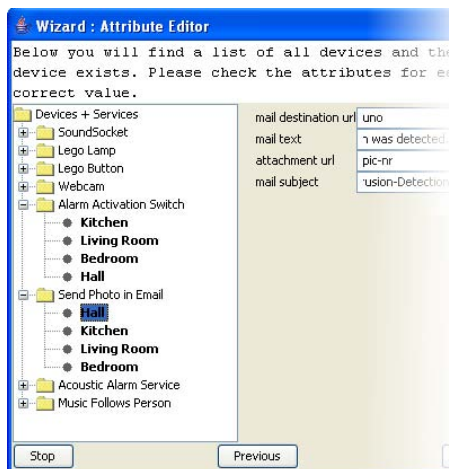 Wizard : Attribute Editor
Below you will find a list of all devices and the
device exists. Please check the attributes for
correct value.
Devices + Services
SoundSocket
Lego Lamp
Lego Button
Webcam
Alarm Activation Switch
Kitchen
Living Room
Bedroom
Hall
Send Photo in Email
Hall
Kitchen
Living Room
Bedroom
Acoustic Alarm Service
Music Follows Person
mail destination url uno
mail text was detected.
attachment url pic-nr
mail subject usion-Detection
Stop
Previous